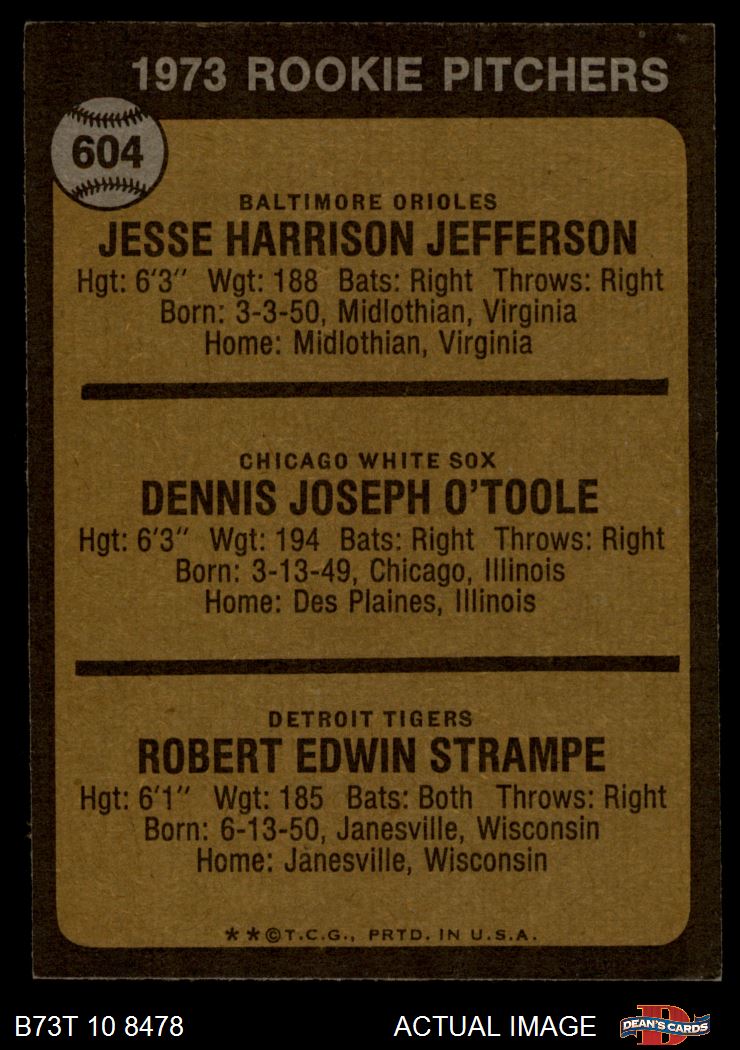 1973 ROOKIE PITCHERS
604
BALTIMORE ORIOLES
JESSE HARRISON JEFFERSON
Hgt: 6'3" Wgt: 188 Bats: Right Throws: Right
Born: 3-3-50, Midlothian, Virginia
Home: Midlothian, Virginia
CHICAGO WHITE SOX
DENNIS JOSEPH O'TOOLE
Hgt: 6'3" Wgt: 194 Bats: Right Throws: Right
Born: 3-13-49, Chicago, Illinois
Home: Des Plaines, Illinois
DETROIT TIGERS
ROBERT EDWIN STRAMPE
Hgt: 6'1" Wgt: 185 Bats: Both Throws: Right
Born: 6-13-50, Janesville, Wisconsin
Home: Janesville, Wisconsin
**©T.C.G., PRTD. IN U.S.A.
B73T 10 8478 ACTUAL IMAGE D DEAN'S CARDS